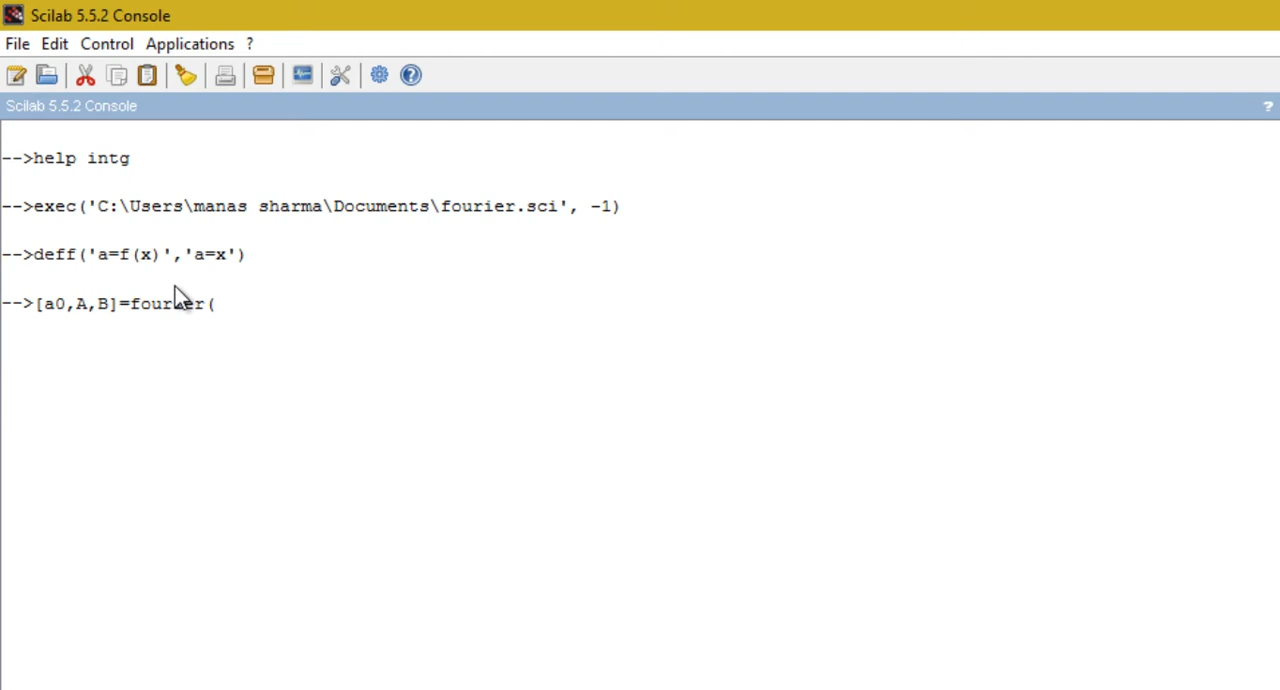 Scilab 5.5.2 Console
File Edit Control Applications ?
Scilab 5.5.2 Console ?
-->help intg
-->exec('C:\Users\manas sharma\Documents\fourier.sci', -1)
-->deff('a=f(x)','a=x')
-->[a0,A,B]=fourier(